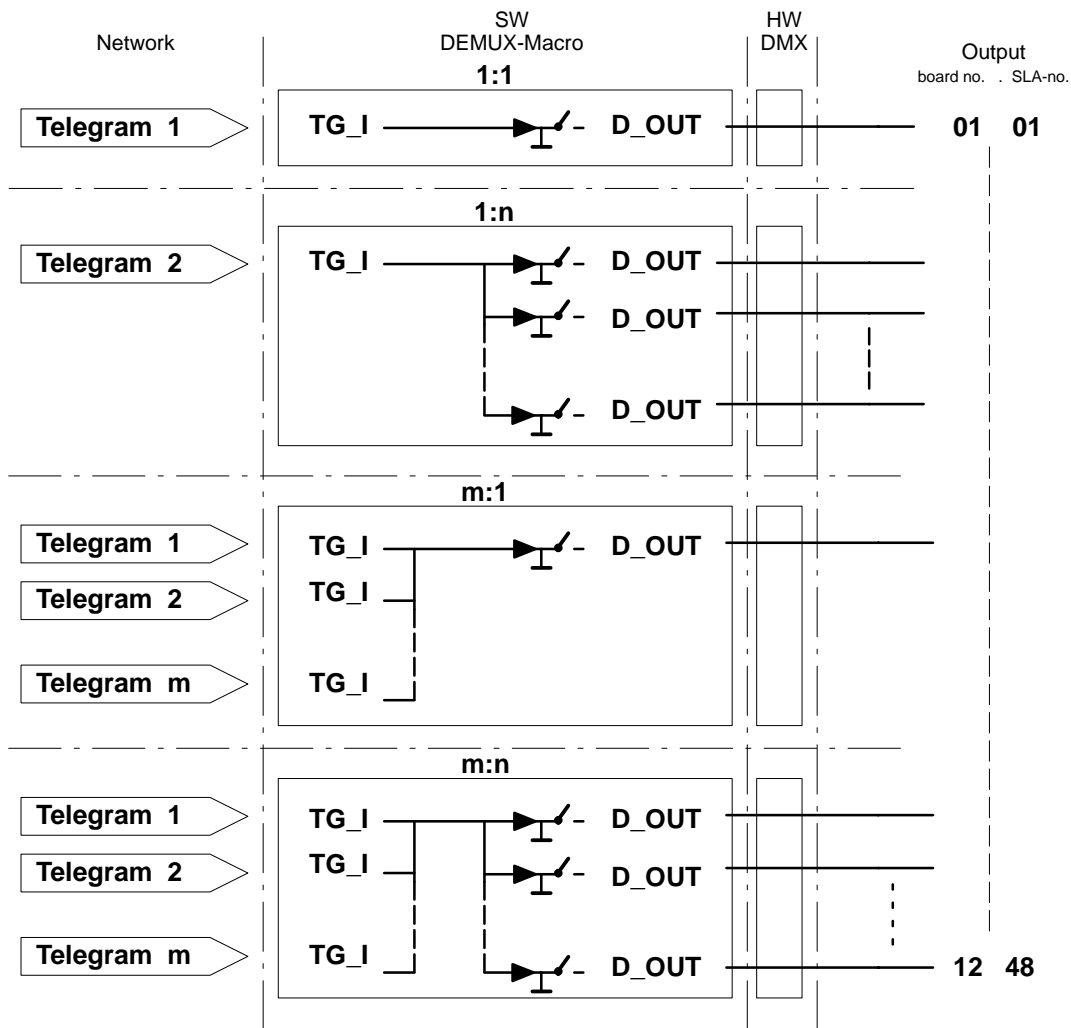 Network
SW
DEMUX-Macro
HW
DMX
Output
board no. . SLA-no.
1:1
Telegram 1
TG_I
D_OUT
01 01
1:n
Telegram 2
TG_I
D_OUT
D_OUT
D_OUT
m:1
Telegram 1
TG_I
D_OUT
Telegram 2
TG_I
Telegram m
TG_I
m:n
Telegram 1
TG_I
D_OUT
Telegram 2
TG_I
D_OUT
Telegram m
TG_I
D_OUT
12 48